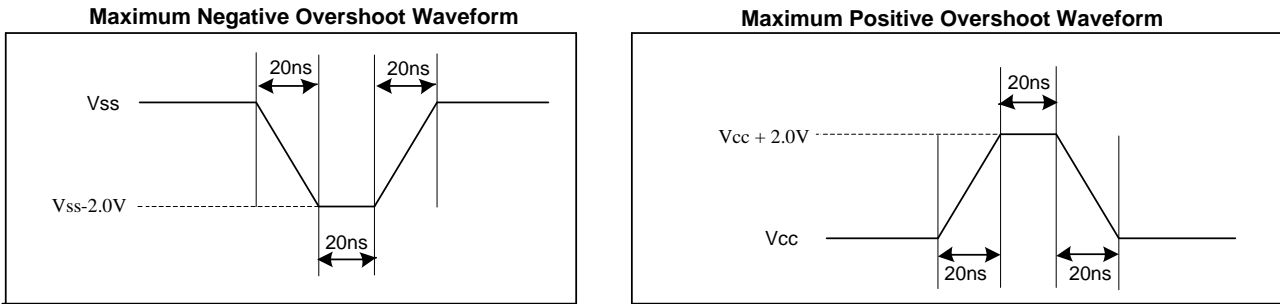 Maximum Negative Overshoot Waveform
20ns
20ns
Vss
Vss-2.0V
20ns
Maximum Positive Overshoot Waveform
20ns
Vcc + 2.0V
Vcc
20ns
20ns